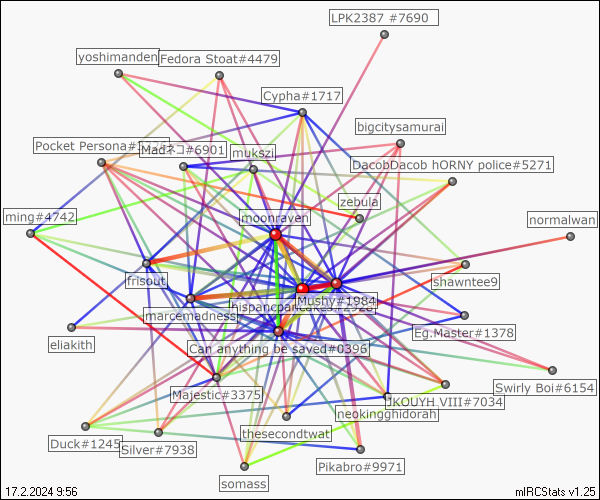 LPK2387 #7690
yoshimanden
Fedora Stoat#4479
Cypha#1717
bigcitysamurai
Pocket Persona
Madネコ#6901
mukszi
DacobDacob hORNY police#5271
zebula
ming#4742
moonraven
normalwan
frisout
shawntee9
hispancpan
Mushy#1984
marcemadness
Eg.Master#1378
eliakith
Can anything be saved#0396
Majestic#3375
Swirly Boi#6154
JKOUYH VIII#7034
neokingghidorah
Duck#1245
thesecondtwat
Silver#7938
Pikabro#9971
somass
17.2.2024 9:56
mIRCStats v1.25